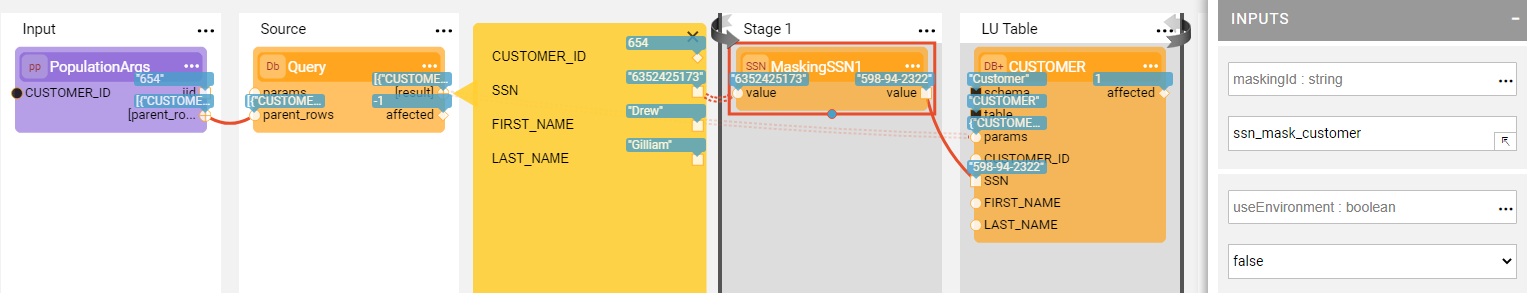 Input
pp PopulationArgs
"654"
CUSTOMER_ID
iid
[{"CUSTOME...
[parent_ro...
Source
Db Query
[{"CUSTOME...
params
[result]
[{"CUSTOME...
-1
parent_rows
affected
CUSTOMER_ID
654
SSN
"6352425173"
FIRST_NAME
"Drew"
LAST_NAME
"Gilliam"
Stage 1
SSN MaskingSSN1
"6352425173"
"598-94-2322"
value
value
LU Table
DB+ CUSTOMER
"Customer"
1
schema
affected
"CUSTOMER"
table
{"CUSTOME...
params
CUSTOMER_ID
"598-94-2322"
SSN
FIRST_NAME
LAST_NAME
INPUTS
maskingId : string
ssn_mask_customer
useEnvironment : boolean
false